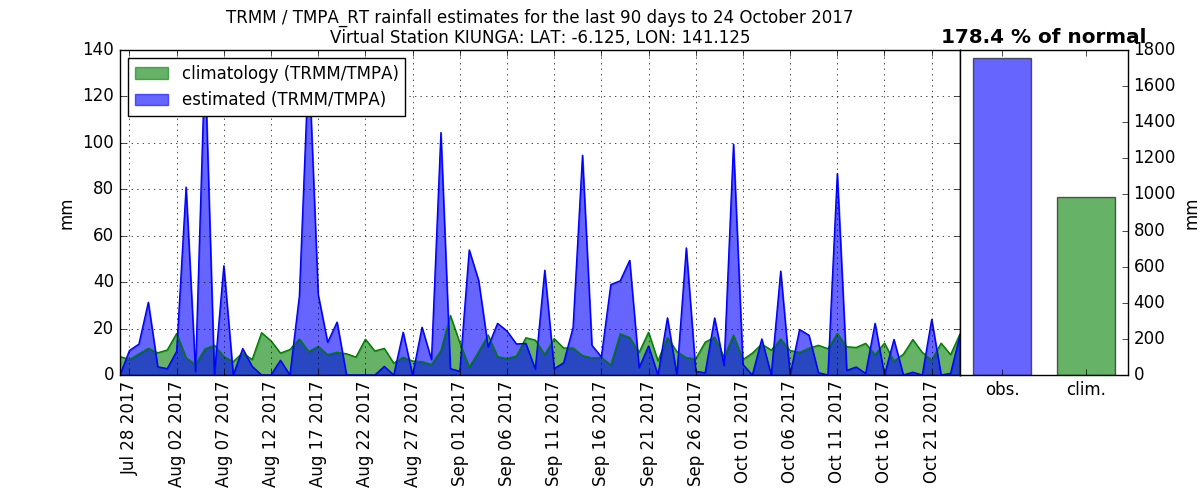 TRMM / TMPA_RT rainfall estimates for the last 90 days to 24 October 2017
Virtual Station KIUNGA: LAT: -6.125, LON: 141.125
178.4 % of normal
climatology (TRMM/TMPA)
estimated (TRMM/TMPA)
mm
140
120
100
80
60
40
20
0
Jul 28 2017
Aug 02 2017
Aug 07 2017
Aug 12 2017
Aug 17 2017
Aug 22 2017
Aug 27 2017
Sep 01 2017
Sep 06 2017
Sep 11 2017
Sep 16 2017
Sep 21 2017
Sep 26 2017
Oct 01 2017
Oct 06 2017
Oct 11 2017
Oct 16 2017
Oct 21 2017
obs.
clim.
1800
1600
1400
1200
1000
800
600
400
200
0
mm